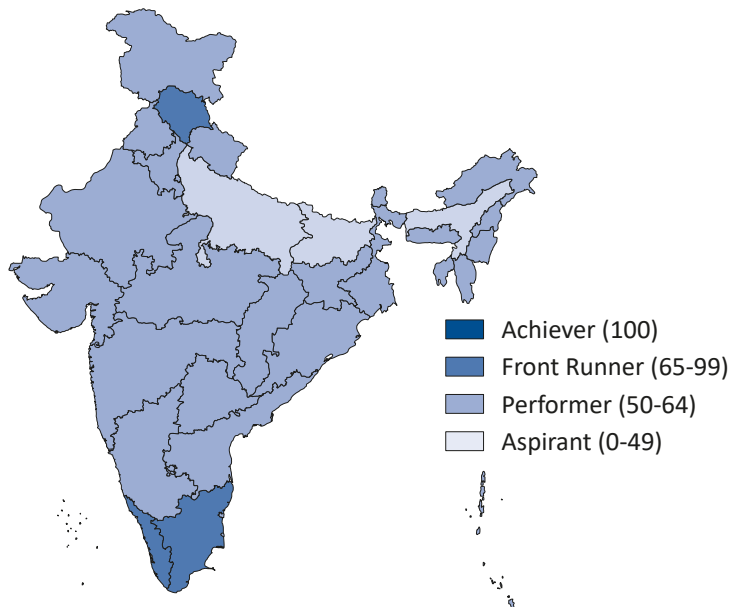 Achiever (100)
Front Runner (65-99)
Performer (50-64)
Aspirant (0-49)